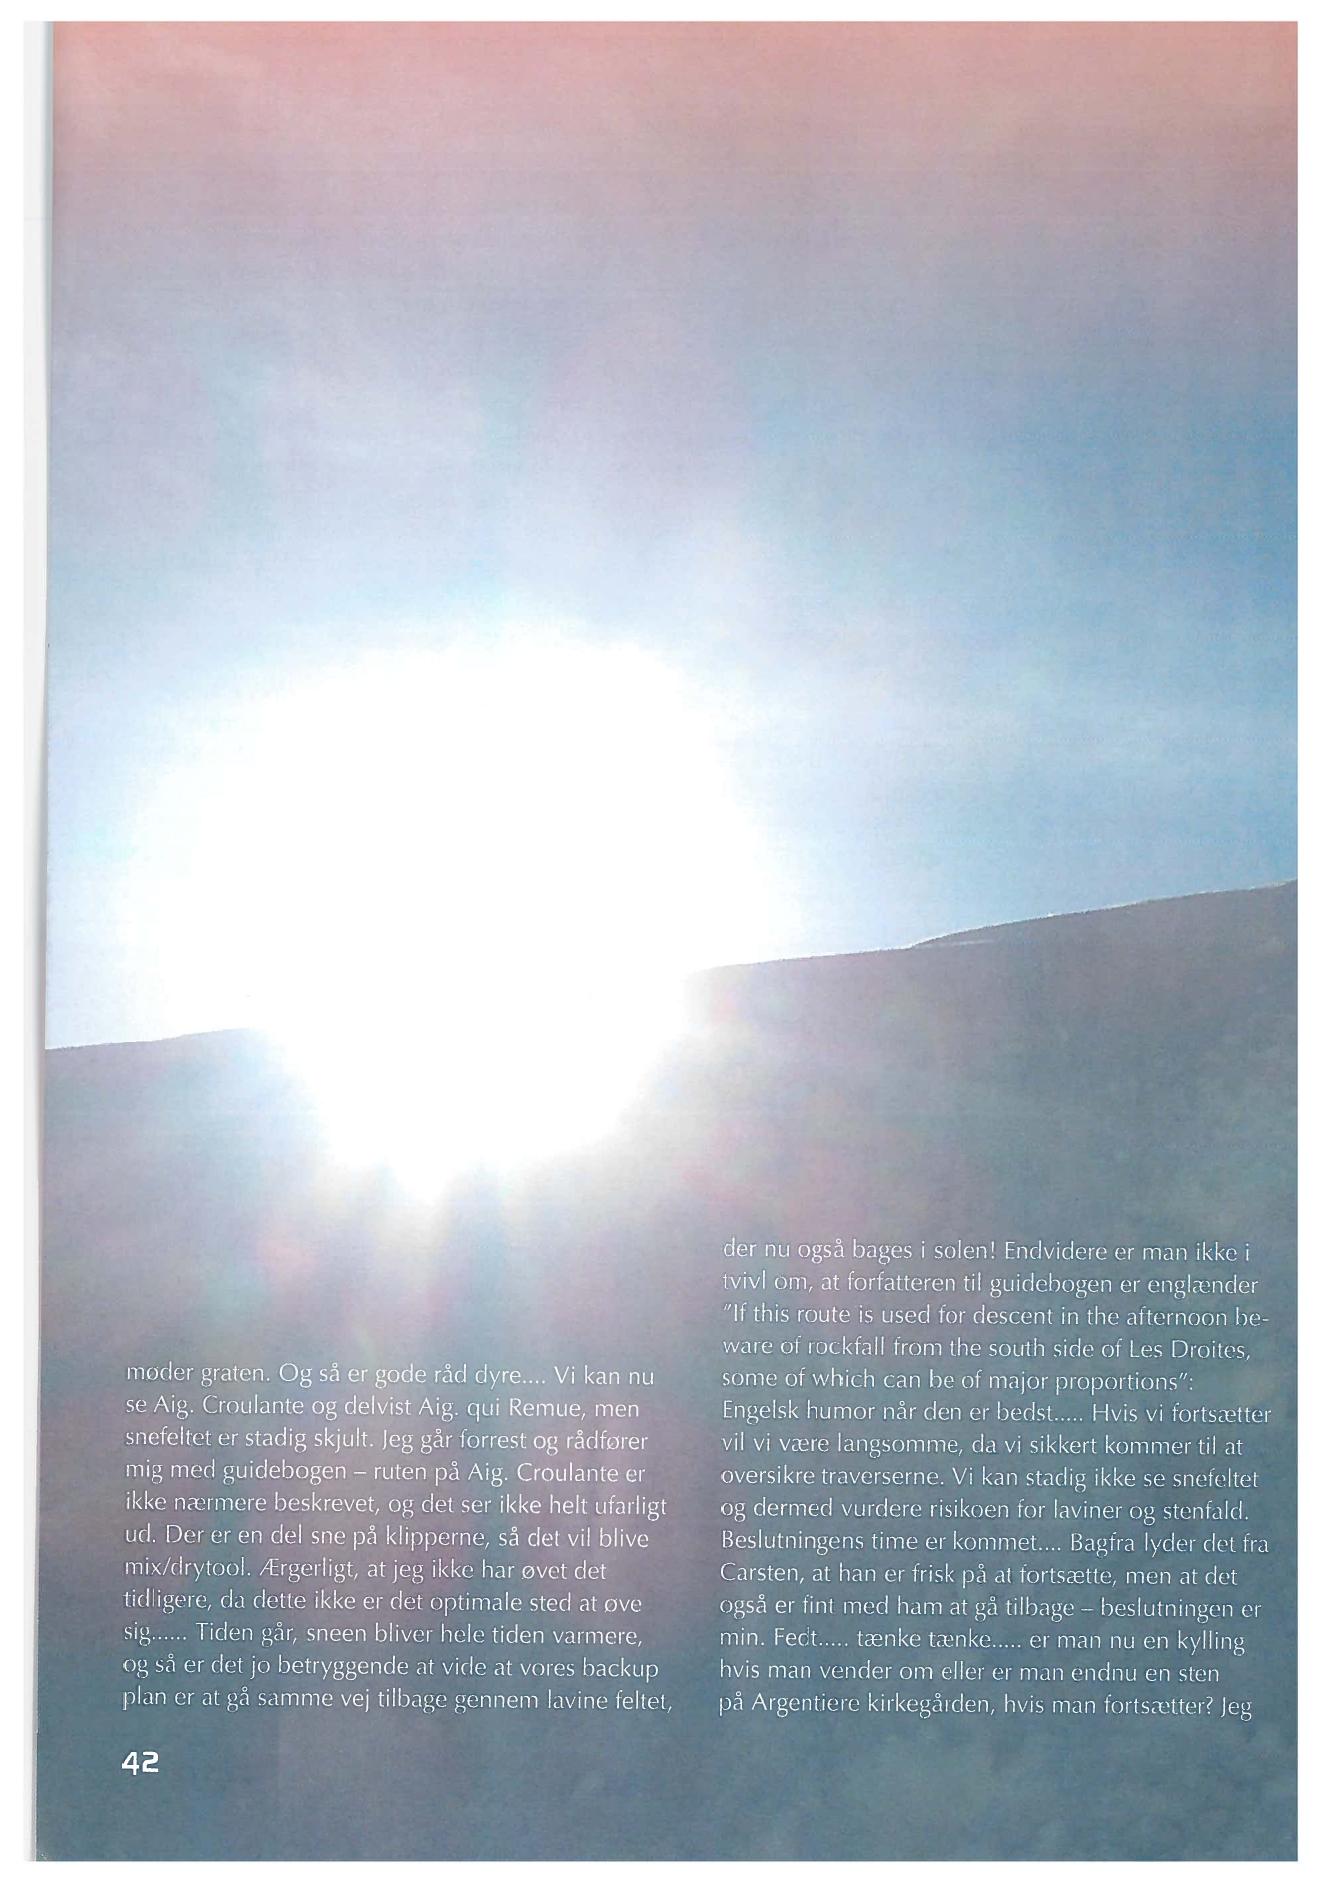 møder graten. Og så er gode råd dyre.... Vi kan nu
se Aig. Croulante og delvist Aig. qui Remue, men
snefeltet er stadig skjult. Jeg går forrest og rådfører
mig med guidebogen – ruten på Aig. Croulante er
ikke nærmere beskrevet, og det ser ikke helt ufarligt
ud. Der er en del sne på klipperne, så det vil blive
mix/drytool. Ærgerligt, at jeg ikke har øvet det
tidligere, da dette ikke er det optimale sted at øve
sig...... Tiden går, sneen bliver hele tiden varmere,
og så er det jo betryggende at vide at vores backup
plan er at gå samme vej tilbage gennem lavine feltet,
der nu også bages i solen! Endvidere er man ikke i
tvivl om, at forfatteren til guidebogen er englænder
"If this route is used for descent in the afternoon be-
ware of rockfall from the south side of Les Droites,
some of which can be of major proportions":
Engelsk humor når den er bedst..... Hvis vi fortsætter
vil vi være langsomme, da vi sikkert kommer til at
oversikre traverserne. Vi kan stadig ikke se snefeltet
og dermed vurdere risikoen for laviner og stenfald.
Beslutningens time er kommet.... Bagfra lyder det fra
Carsten, at han er frisk på at fortsætte, men at det
også er fint med ham at gå tilbage – beslutningen er
min. Fedt..... tænke tænke..... er man nu en kylling
hvis man vender om eller er man endnu en sten
på Argentiere kirkegården, hvis man fortsætter? Jeg
42